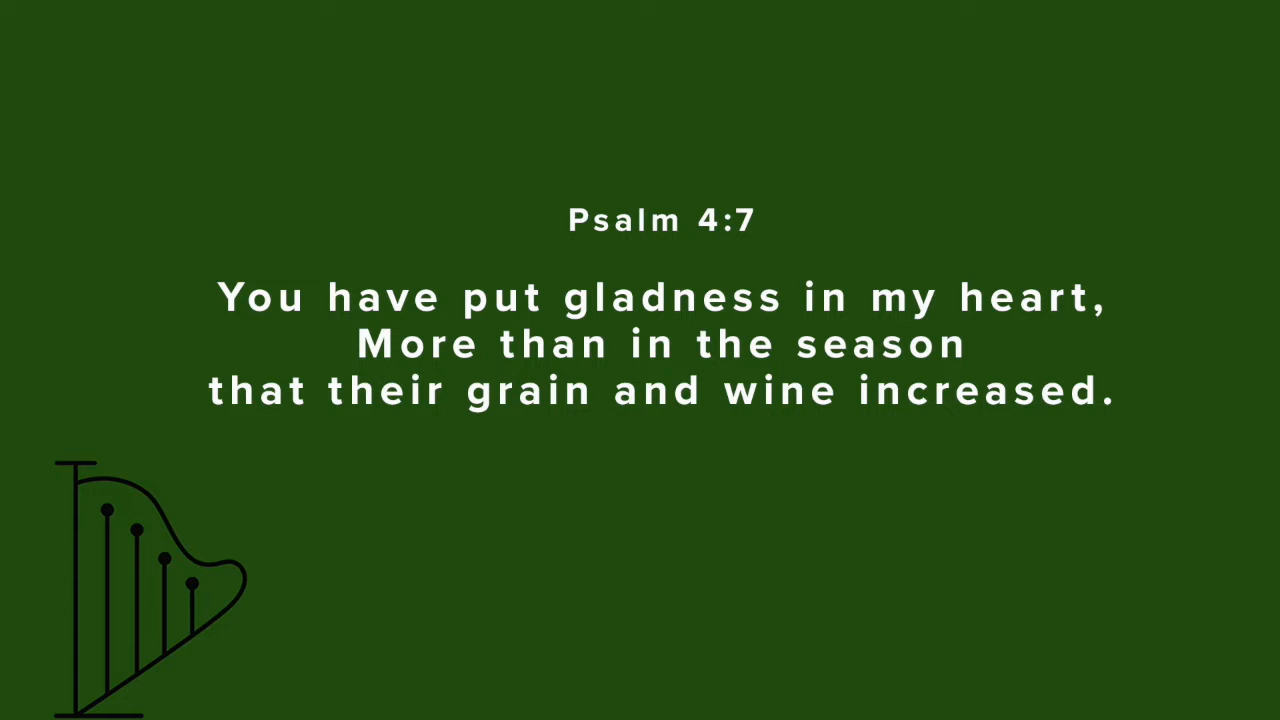 Psalm 4:7
You have put gladness in my heart,
More than in the season
that their grain and wine increased.